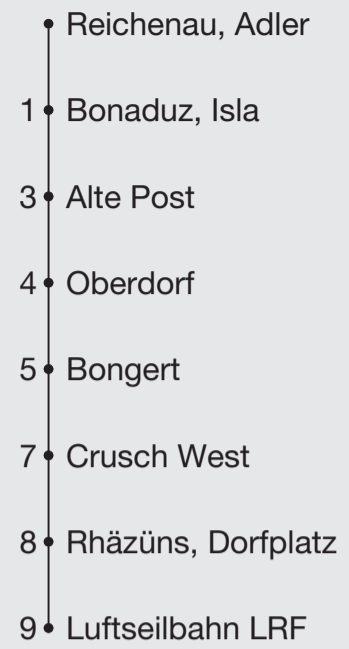 Reichenau, Adler
1 Bonaduz, Isla
3 Alte Post
4 Oberdorf
5 Bongert
7 Crusch West
8 Rhäzüns, Dorfplatz
9 Luftseilbahn LRF